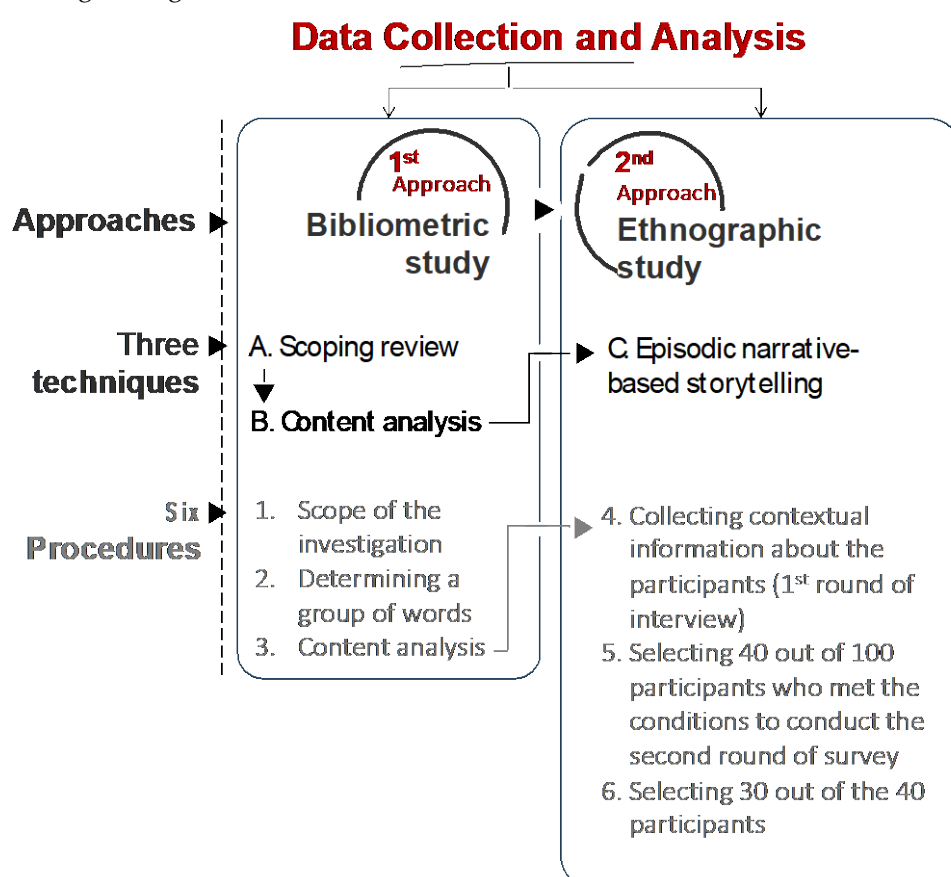 Data Collection and Analysis
1st
Approach
Bibliometric
study
2nd
Approach
Ethnographic
study
Approaches
Three
techniques
A. Scoping review
B. Content analysis
C. Episodic narrative-
based storytelling
Six
Procedures
1. Scope of the
investigation
2. Determining a
group of words
3. Content analysis
4. Collecting contextual
information about the
participants (1st round of
interview)
5. Selecting 40 out of 100
participants who met the
conditions to conduct the
second round of survey
6. Selecting 30 out of the 40
participants